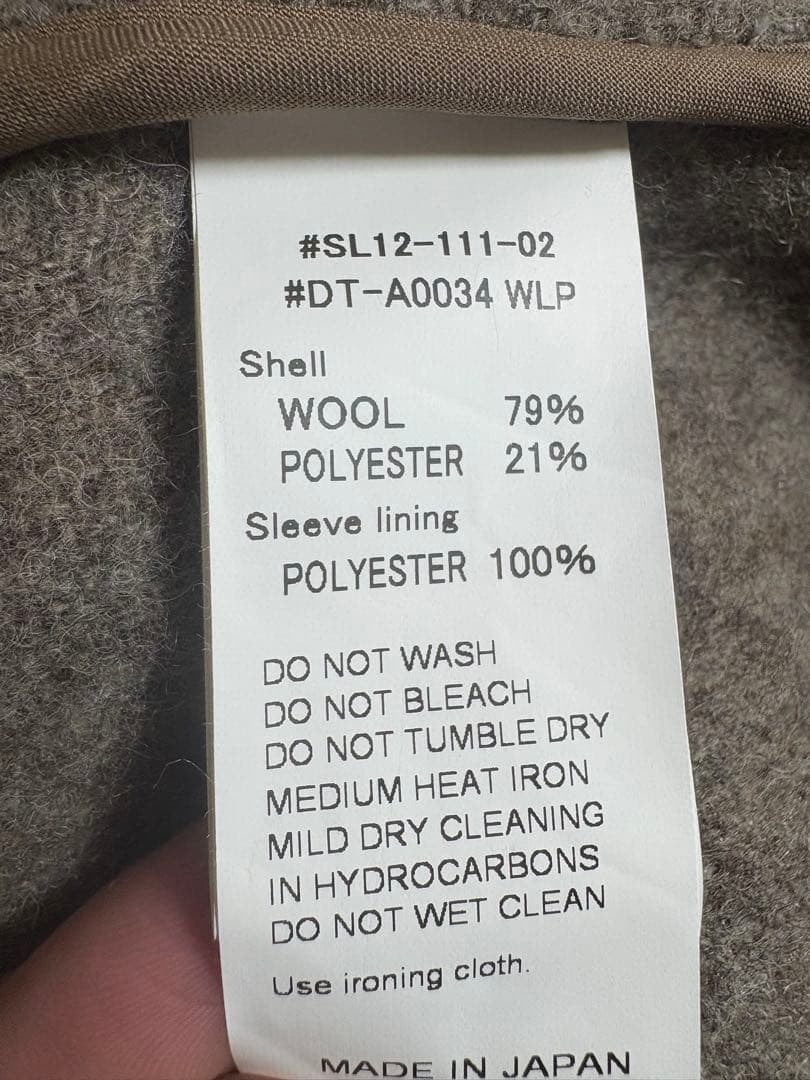 #SL12-111-02
#DT-A0034 WLP
Shell
WOOL 79%
POLYESTER 21%
Sleeve lining
POLYESTER 100%
DO NOT WASH
DO NOT BLEACH
DO NOT TUMBLE DRY
MEDIUM HEAT IRON
MILD DRY CLEANING
IN HYDROCARBONS
DO NOT WET CLEAN
Use ironing cloth.
MADE IN JAPAN